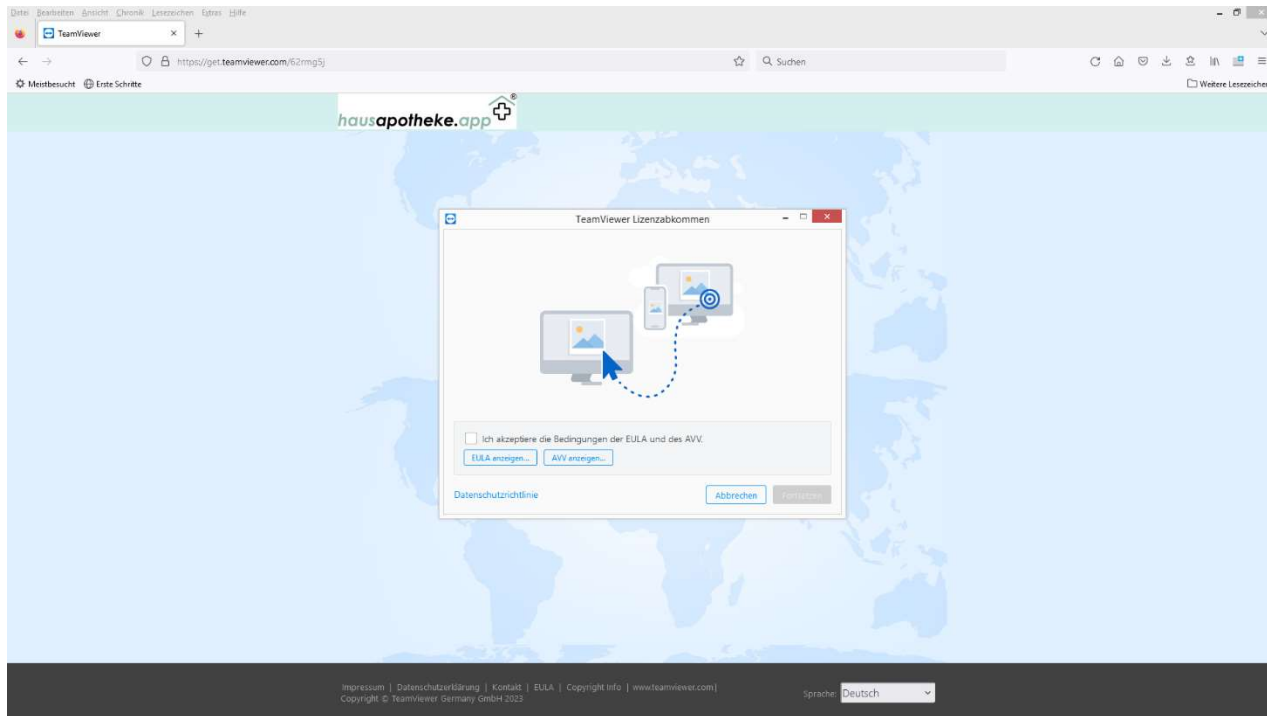 Datei Bearbeiten Ansicht Chronik Lesezeichen Extras Hilfe
TeamViewer
https://get.teamviewer.com/62rmg5j
Suchen
Meistbesucht Erste Schritte
Weitere Lesezeichen
hausapotheke.app®
TeamViewer Lizenzabkommen
Ich akzeptiere die Bedingungen der EULA und des AVV.
EULA anzeigen... AVV anzeigen...
Datenschutzrichtlinie
Abbrechen Fortsetzen
Impressum | Datenschutzerklärung | Kontakt | EULA | Copyright Info | www.teamviewer.com|
Copyright © TeamViewer Germany GmbH 2023
Sprache: Deutsch